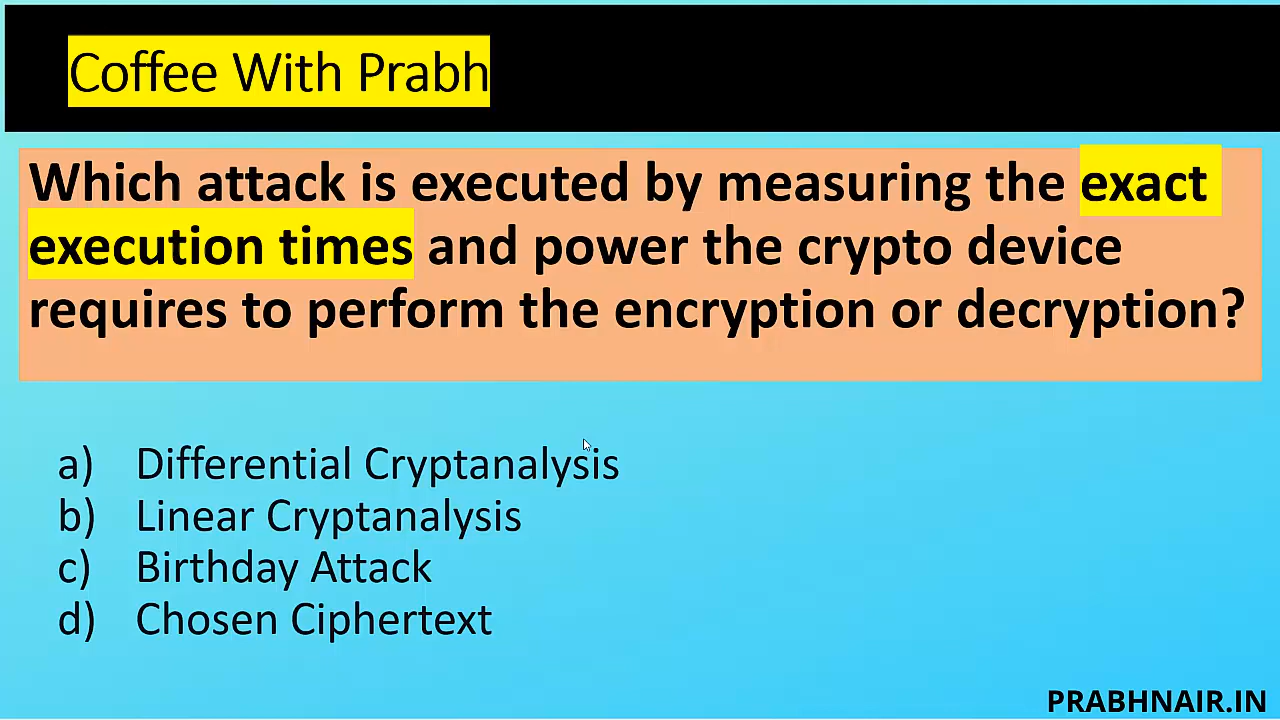 Coffee With Prabh
Which attack is executed by measuring the exact
execution times and power the crypto device
requires to perform the encryption or decryption?
a) Differential Cryptanalysis
b) Linear Cryptanalysis
c) Birthday Attack
d) Chosen Ciphertext
PRABHNAIR.IN